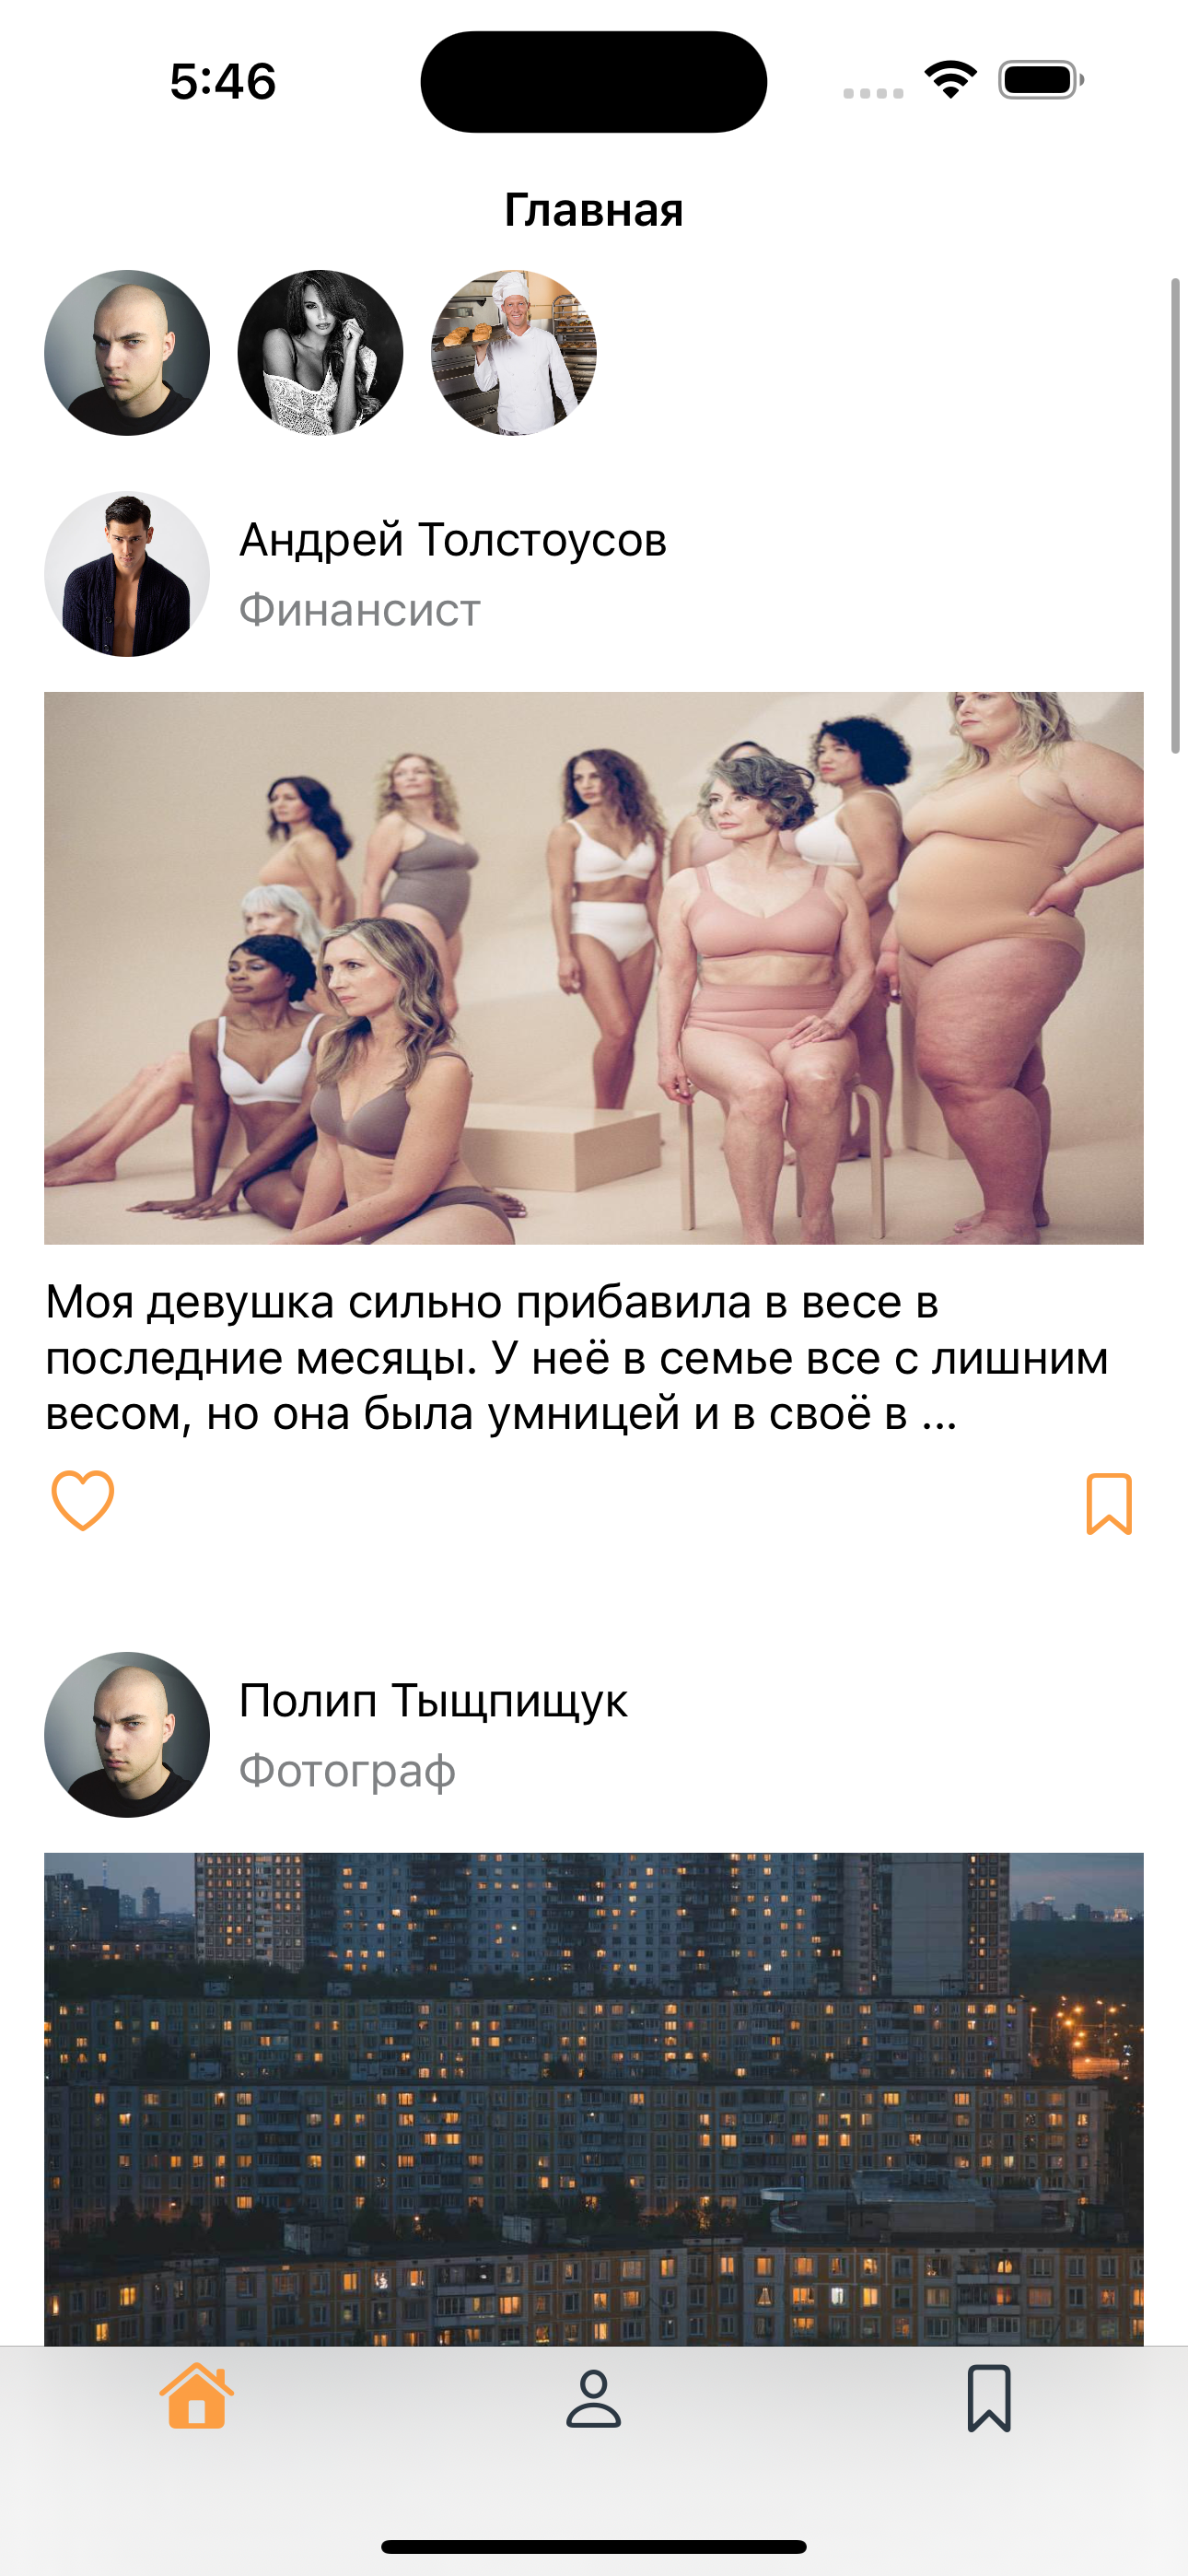 5:46
Главная
Андрей Толстоусов
Финансист
Моя девушка сильно прибавила в весе в
последние месяцы. У неё в семье все с лишним
весом, но она была умницей и в своё в ...
Полип Тыщпищук
Фотограф